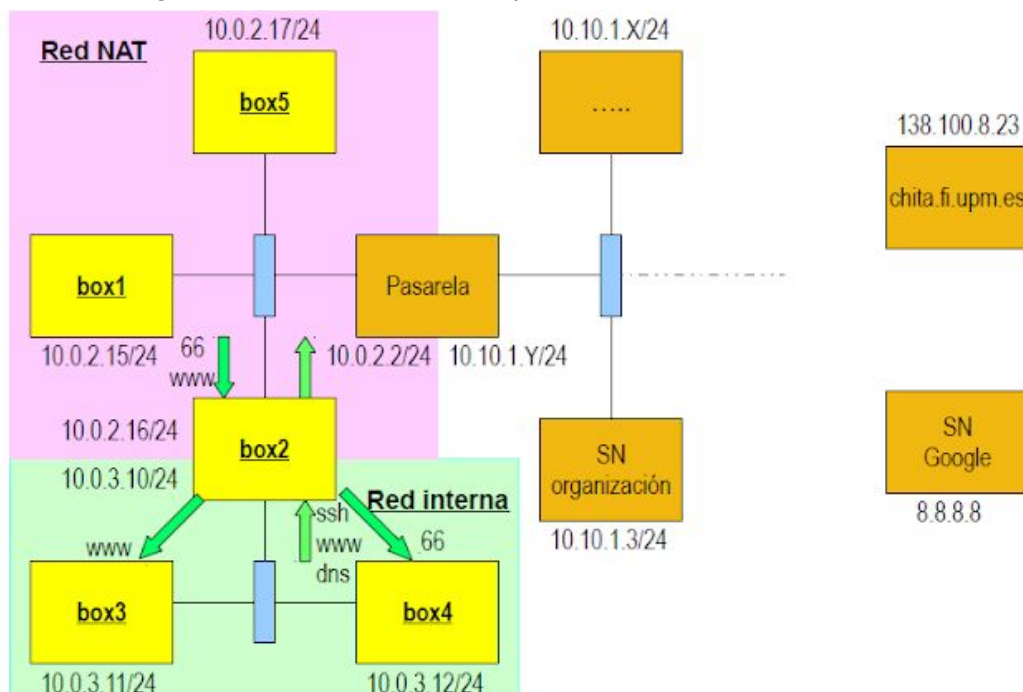 10.0.2.17/24
10.10.1.X/24
Red NAT
box5
.....
138.100.8.23
chita.fi.upm.es
box1
Pasarela
10.0.2.15/24
66
www
10.0.2.2/24
10.10.1.Y/24
10.0.2.16/24
box2
SN
organización
SN
Google
10.0.3.10/24
Red interna
ssh
www
www
66
dns
10.10.1.3/24
8.8.8.8
box3
box4
10.0.3.11/24
10.0.3.12/24